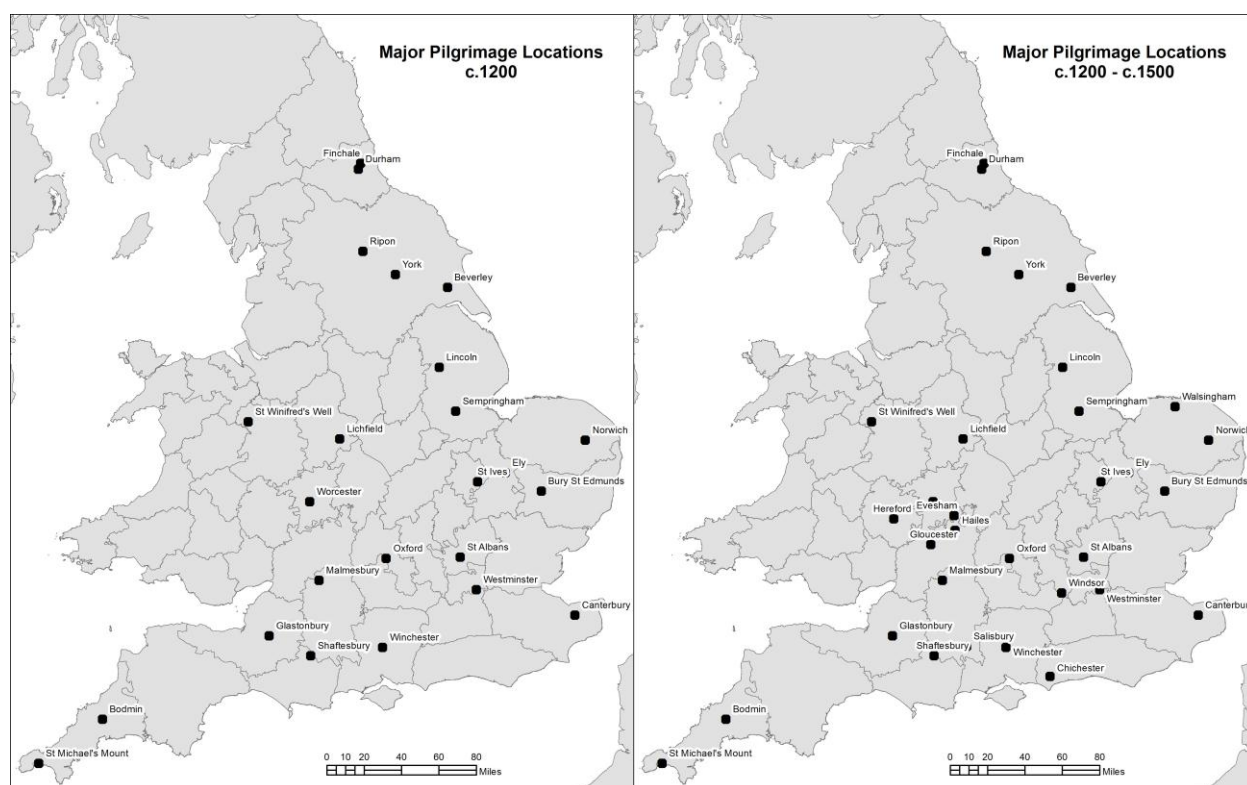 Major Pilgrimage Locations
c.1200
Finchale
Durham
Ripon
York
Beverley
Lincoln
Sempringham
St Winifred's Well
Lichfield
Norwich
Ely
St Ives
Bury St Edmunds
Worcester
Oxford
St Albans
Malmesbury
Westminster
Canterbury
Glastonbury
Shaftesbury
Winchester
Bodmin
St Michael's Mount
0 5 10 20 40 60 80
Miles
Major Pilgrimage Locations
c.1200 - c.1500
Finchale
Durham
Ripon
York
Beverley
Lincoln
Sempringham
Walsingham
St Winifred's Well
Lichfield
Norwich
Ely
St Ives
Bury St Edmunds
Hereford
Evesham
Hailes
Gloucester
Oxford
St Albans
Malmesbury
Windsor
Westminster
Canterbury
Glastonbury
Salisbury
Shaftesbury
Winchester
Chichester
Bodmin
St Michael's Mount
0 5 10 20 40 60 80
Miles